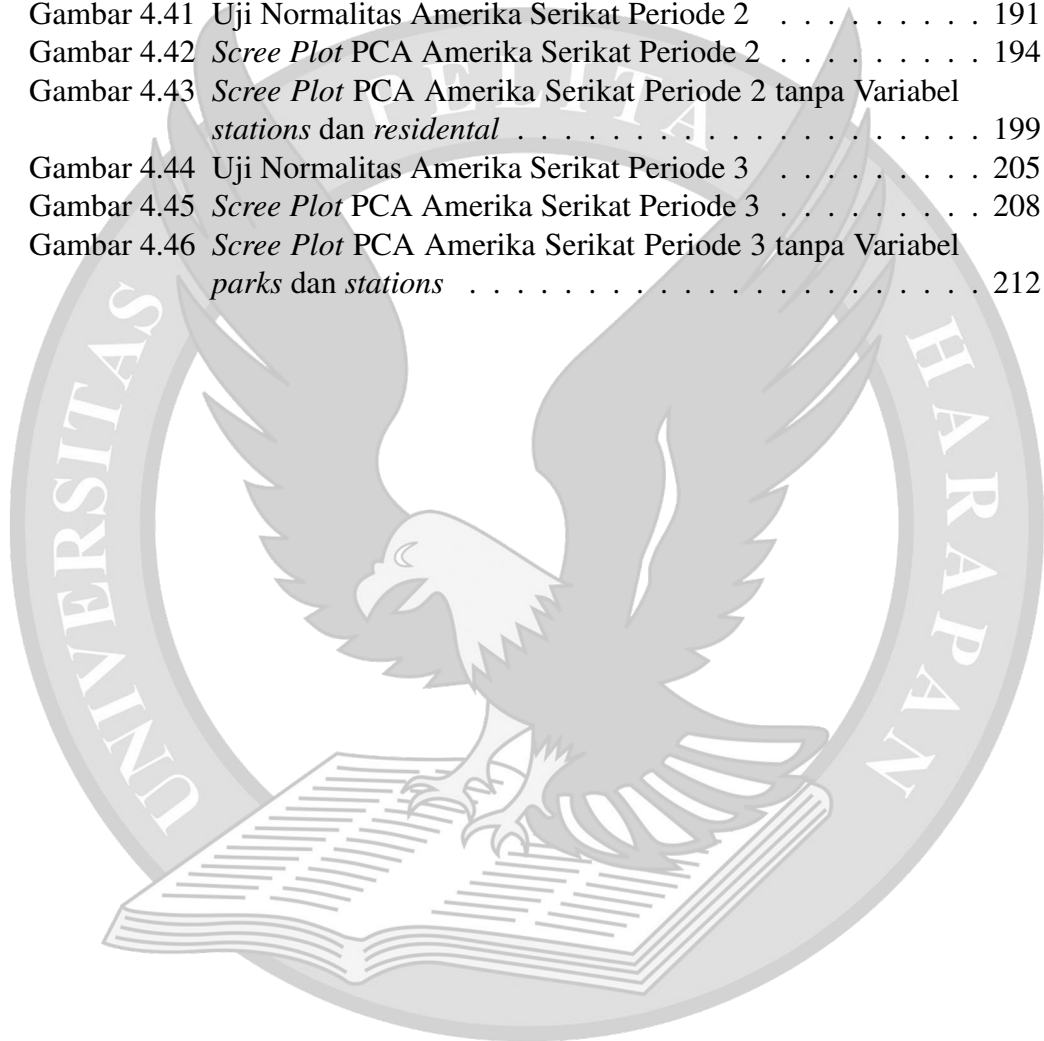 Gambar 4.41 Uji Normalitas Amerika Serikat Periode 2 . . . . . . . . . 191
Gambar 4.42 Scree Plot PCA Amerika Serikat Periode 2 . . . . . . . . . 194
Gambar 4.43 Scree Plot PCA Amerika Serikat Periode 2 tanpa Variabel
stations dan residental . . . . . . . . . . . . . . . . . . . . 199
Gambar 4.44 Uji Normalitas Amerika Serikat Periode 3 . . . . . . . . . 205
Gambar 4.45 Scree Plot PCA Amerika Serikat Periode 3 . . . . . . . . . 208
Gambar 4.46 Scree Plot PCA Amerika Serikat Periode 3 tanpa Variabel
parks dan stations . . . . . . . . . . . . . . . . . . . . . . 212
UNIVERSITAS PELITA HARAPAN